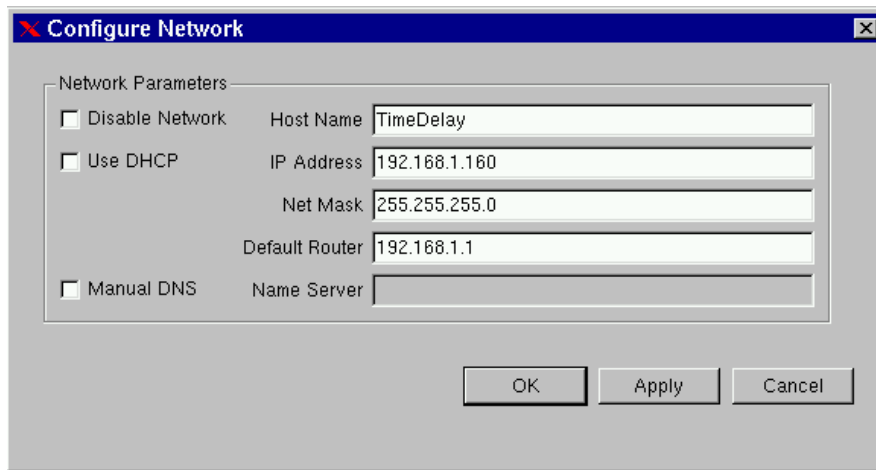 Configure Network
Network Parameters
Disable Network Host Name TimeDelay
Use DHCP IP Address 192.168.1.160
Net Mask 255.255.255.0
Default Router 192.168.1.1
Manual DNS Name Server
OK Apply Cancel